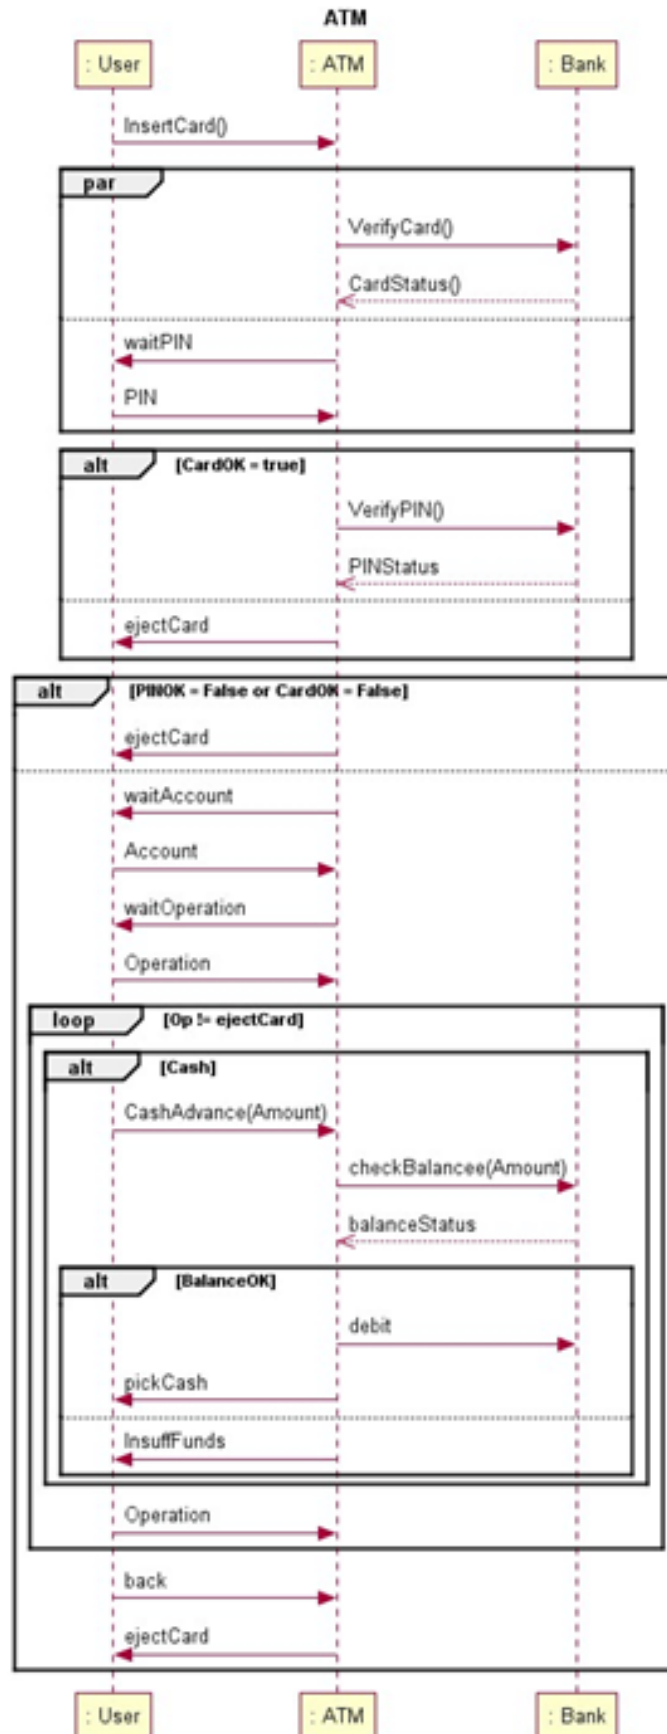 ATM
: User
: ATM
: Bank
InsertCard()
par
VerifyCard()
CardStatus()
waitPIN
PIN
alt [CardOK = true]
VerifyPIN()
PINStatus
ejectCard
alt [PINOK = False or CardOK = False]
ejectCard
waitAccount
Account
waitOperation
Operation
loop [Op != ejectCard]
alt [Cash]
CashAdvance(Amount)
checkBalancee(Amount)
balanceStatus
alt [BalanceOK]
debit
pickCash
InsuffFunds
Operation
back
ejectCard
: User
: ATM
: Bank